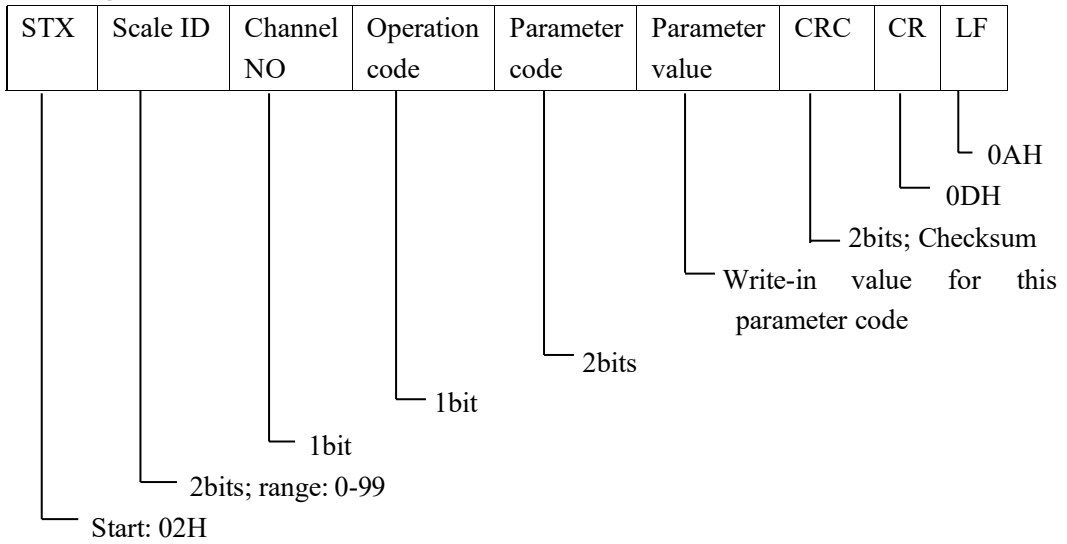 STX Scale ID Channel NO Operation code Parameter code Parameter value CRC CR LF
0AH
0DH
2bits; Checksum
Write-in value for this
parameter code
2bits
1bit
1bit
2bits; range: 0-99
Start: 02H